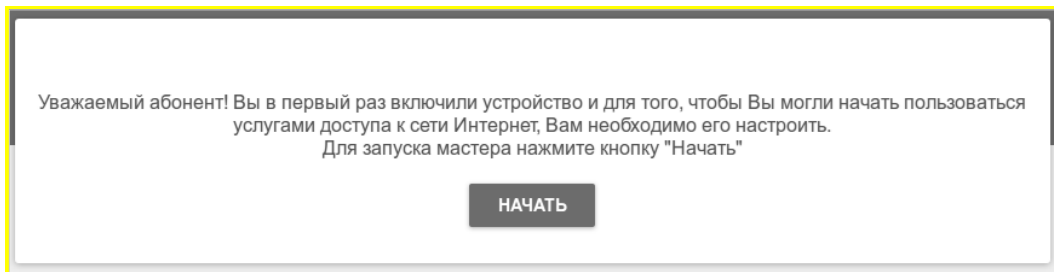 Уважаемый абонент! Вы в первый раз включили устройство и для того, чтобы Вы могли начать пользоваться
услугами доступа к сети Интернет, Вам необходимо его настроить.
Для запуска мастера нажмите кнопку "Начать"
НАЧАТЬ